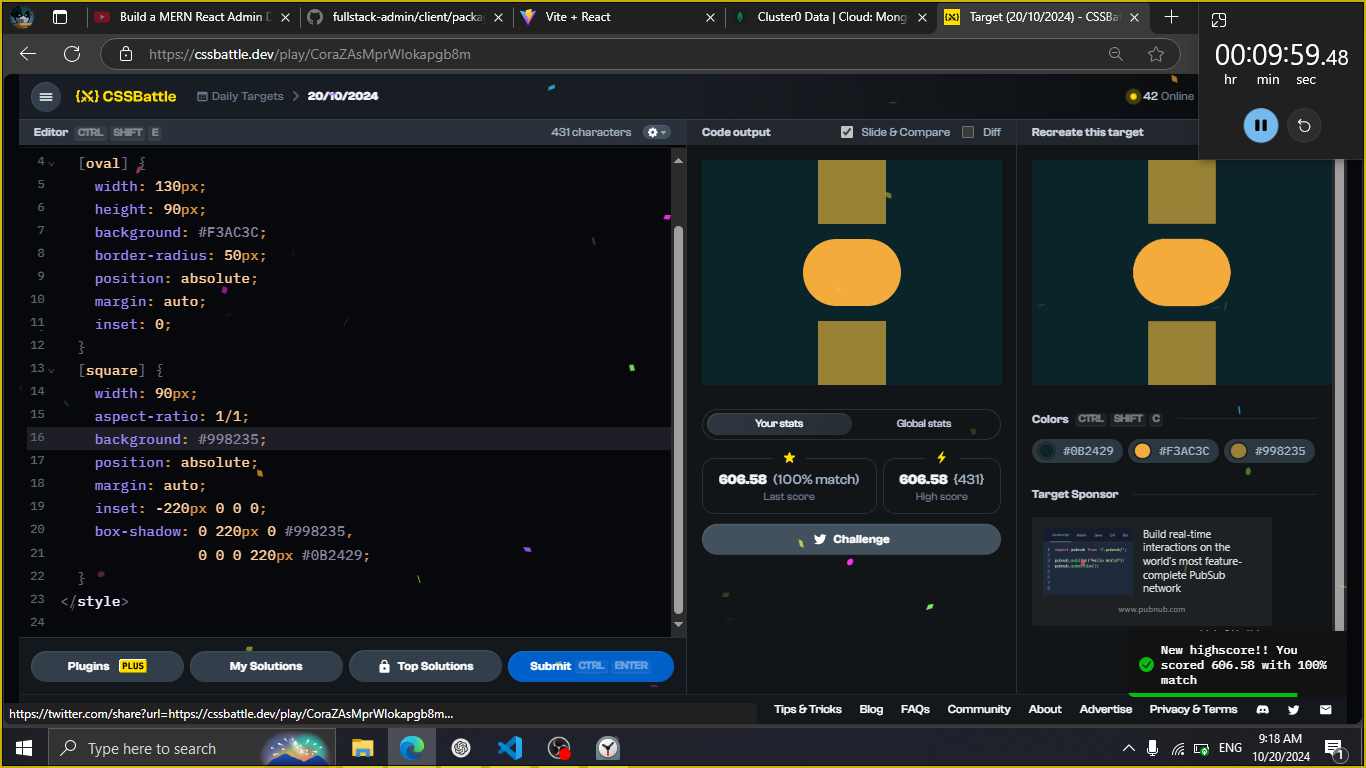 Build a MERN React Admin D
fullstack-admin/client/packa
Vite + React
Cluster0 Data | Cloud: Mong
Target (20/10/2024) - CSSBa
https://cssbattle.dev/play/CoraZAsMprWlokapgb8m
00:09:59.48
hr min sec
CSSBattle
Daily Targets > 20/10/2024
42 Online
Editor CTRL SHIFT E
431 characters
Code output
Slide & Compare
Diff
Recreate this target
4 [oval] {
5 width: 130px;
6 height: 90px;
7 background: #F3AC3C;
8 border-radius: 50px;
9 position: absolute;
10 margin: auto;
11 inset: 0;
12 }
13 [square] {
14 width: 90px;
15 aspect-ratio: 1/1;
16 background: #998235;
17 position: absolute;
18 margin: auto;
19 inset: -220px 0 0 0;
20 box-shadow: 0 220px 0 #998235,
21 0 0 0 220px #0B2429;
22 }
23 </style>
24
Your stats
Global stats
606.58 (100% match)
Last score
606.58 {431}
High score
Challenge
Colors CTRL SHIFT C
#0B2429
#F3AC3C
#998235
Target Sponsor
Build real-time
interactions on the
world's most feature-
complete PubSub
network
www.pubnub.com
Plugins PLUS
My Solutions
Top Solutions
Submit CTRL ENTER
New highscore!! You
scored 606.58 with 100%
match
https://twitter.com/share?url=https://cssbattle.dev/play/CoraZAsMprWlokapgb8m...
Tips & Tricks
Blog
FAQs
Community
About
Advertise
Privacy & Terms
Type here to search
ENG
9:18 AM
10/20/2024
1